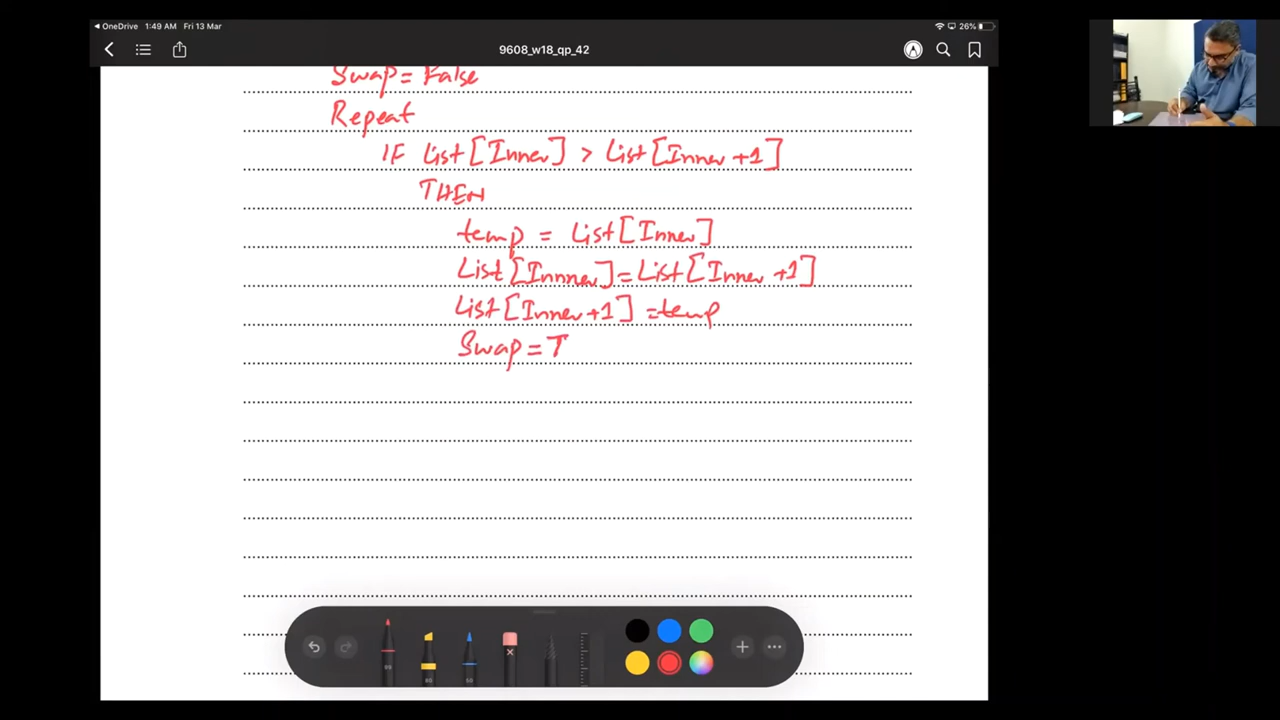 OneDrive 1:49 AM Fri 13 Mar 26%
9608_w18_qp_42
Swap = False
Repeat
IF List[Inner] > List[Inner+1]
THEN
temp = List[Inner]
List[Innner] = List[Inner+1]
List[Inner+1] = temp
Swap = T